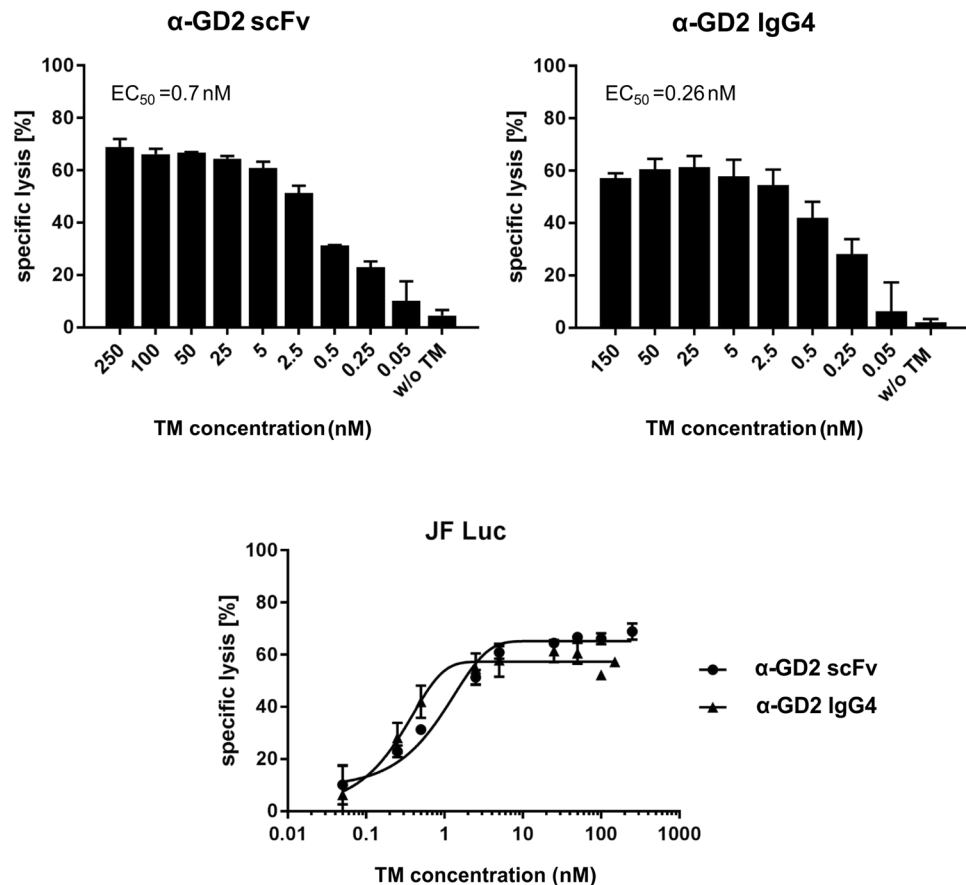 α-GD2 scFv
α-GD2 IgG4
specific lysis [%]
100
80
60
40
20
0
EC50 =0.7 nM
250 100 50 25 5 2.5 0.5 0.25 0.05 w/o TM
TM concentration (nM)
specific lysis [%]
100
80
60
40
20
0
EC50 =0.26 nM
150 50 25 5 2.5 0.5 0.25 0.05 w/o TM
TM concentration (nM)
JF Luc
specific lysis [%]
100
80
60
40
20
0
0.01 0.1 1 10 100 1000
TM concentration (nM)
α-GD2 scFv
α-GD2 IgG4